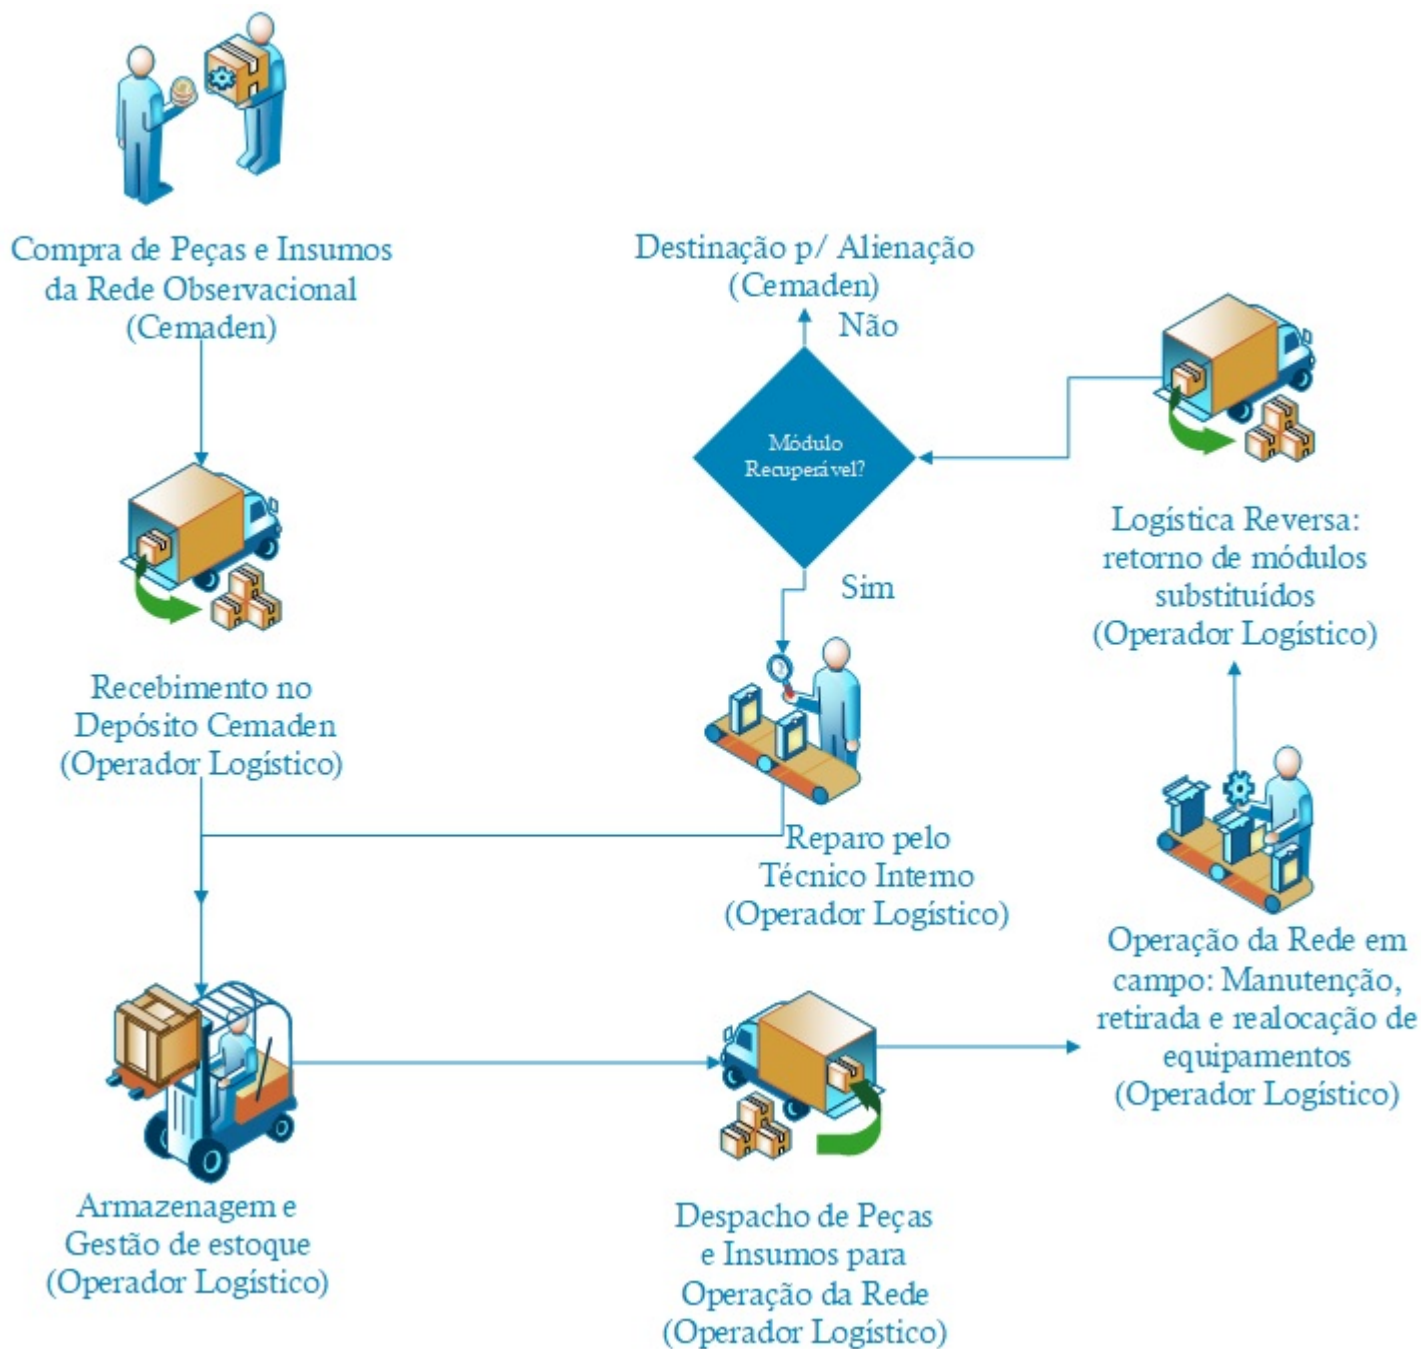 Compra de Peças e Insumos
da Rede Observacional
(Cemaden)
Destinação p/ Alienação
(Cemaden)
Não
Módulo
Recuperável?
Sim
Logística Reversa:
retorno de módulos
substituídos
(Operador Logístico)
Recebimento no
Depósito Cemaden
(Operador Logístico)
Reparo pelo
Técnico Interno
(Operador Logístico)
Operação da Rede em
campo: Manutenção,
retirada e realocação de
equipamentos
(Operador Logístico)
Armazenagem e
Gestão de estoque
(Operador Logístico)
Despacho de Peças
e Insumos para
Operação da Rede
(Operador Logístico)